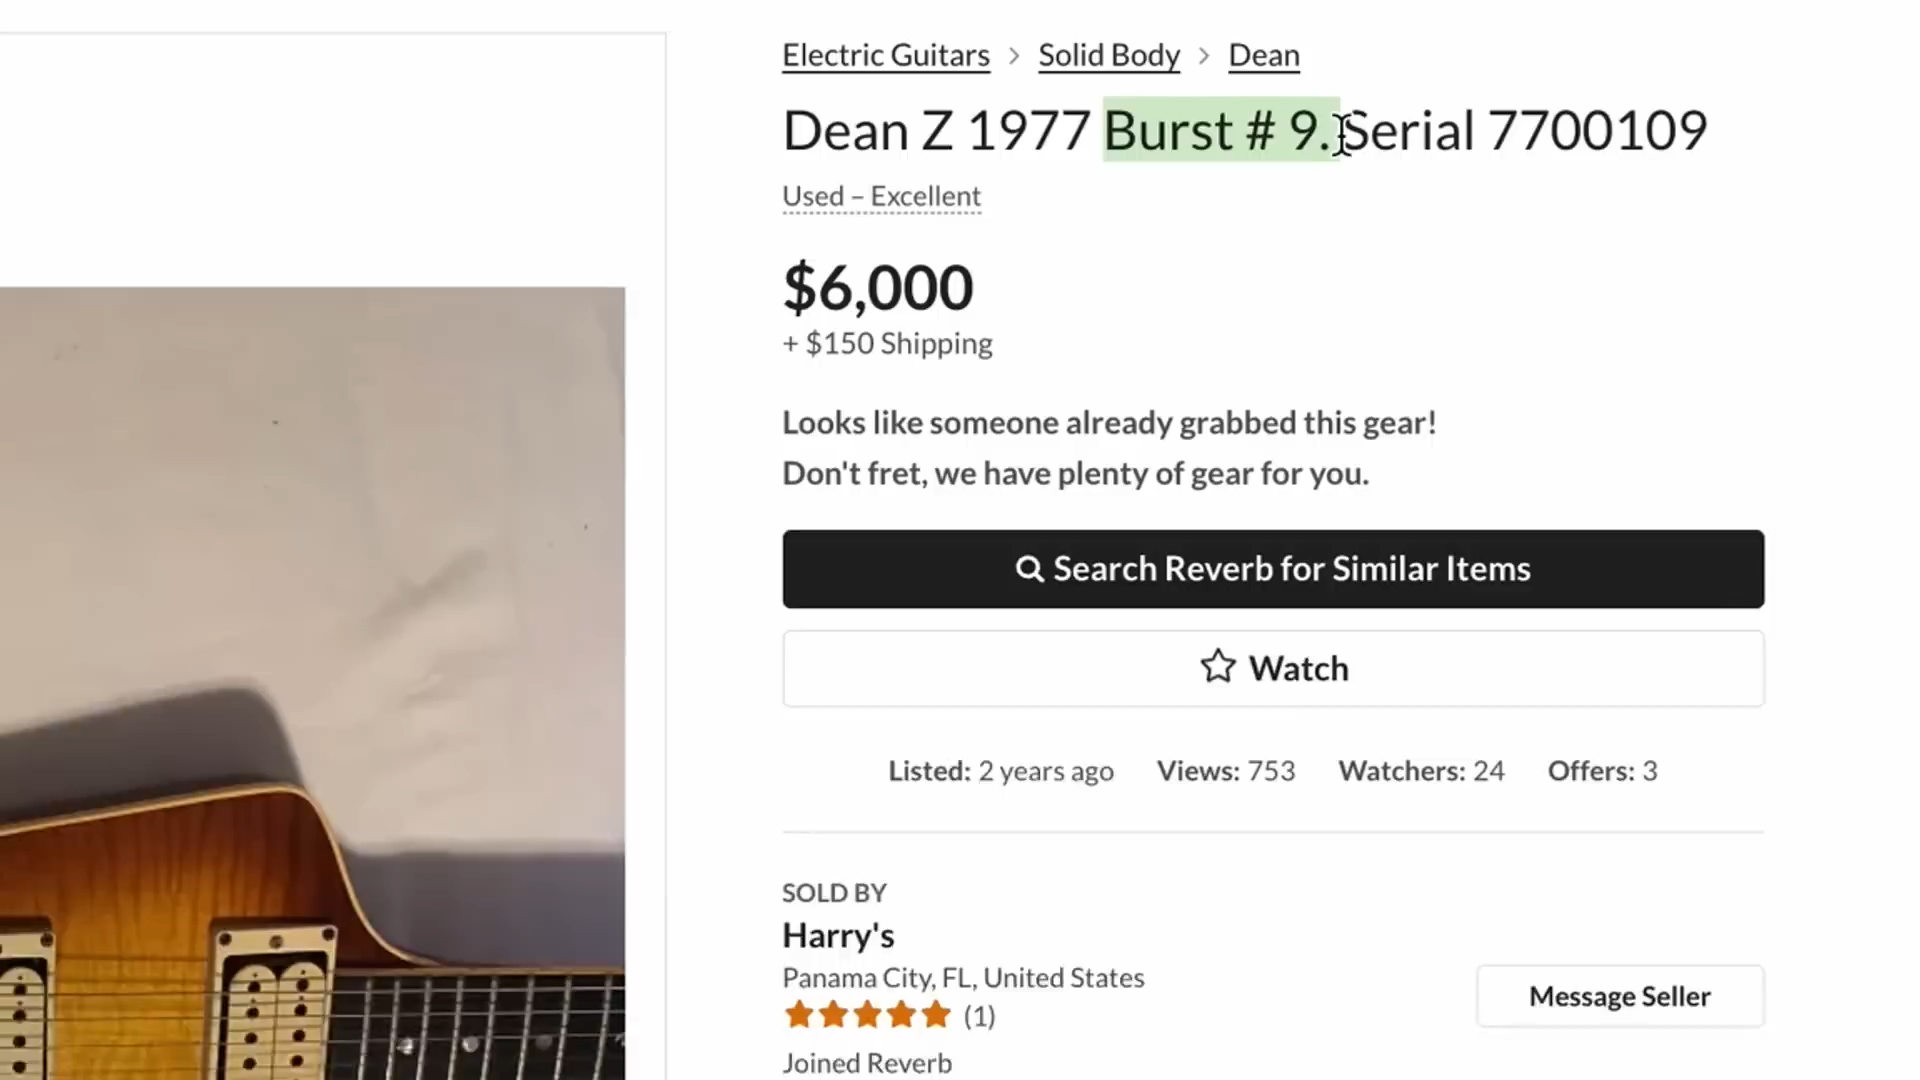 Electric Guitars > Solid Body > Dean
Dean Z 1977 Burst # 9. Serial 7700109
Used – Excellent
$6,000
+ $150 Shipping
Looks like someone already grabbed this gear!
Don't fret, we have plenty of gear for you.
Search Reverb for Similar Items
Watch
Listed: 2 years ago Views: 753 Watchers: 24 Offers: 3
SOLD BY
Harry's
Panama City, FL, United States
(1)
Message Seller
Joined Reverb